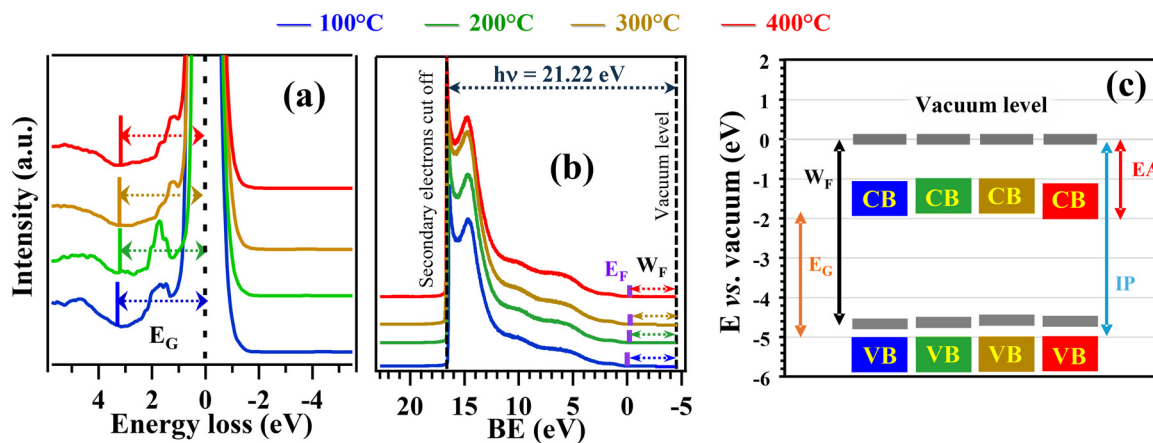 100°C 200°C 300°C 400°C
(a)
Intensity (a.u.)
E_G
4 2 0 -2 -4
Energy loss (eV)
hν = 21.22 eV
Secondary electrons cut off
Vacuum level
(b)
E_F W_F
20 15 10 5 0 -5
BE (eV)
(c)
E vs. vacuum (eV)
2
1
0
-1
-2
-3
-4
-5
-6
Vacuum level
W_F
EA
CB CB CB CB
E_G
IP
VB VB VB VB